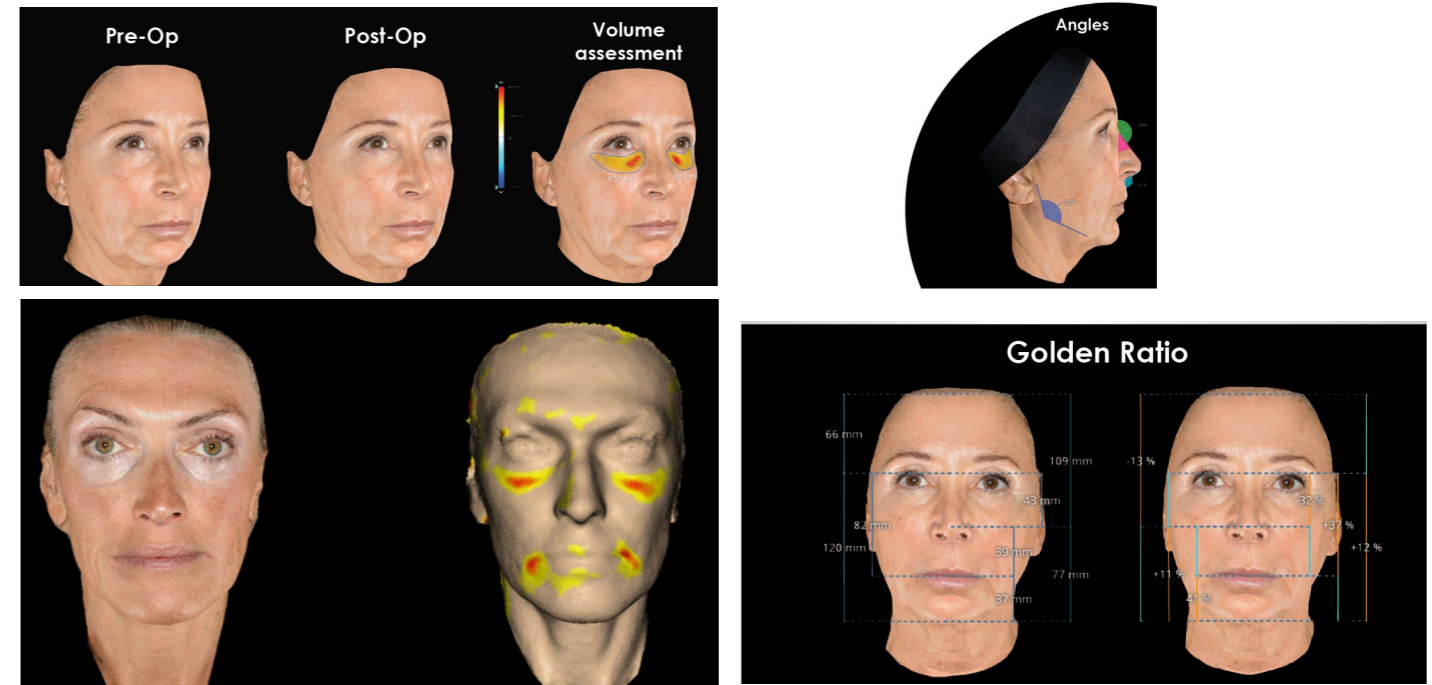 Pre-Op
Post-Op
Volume
assessment
Angles
Golden Ratio
66 mm
109 mm
43 mm
82 mm
120 mm
39 mm
77 mm
37 mm
-13 %
-32 %
+37 %
+12 %
+11 %
41 %